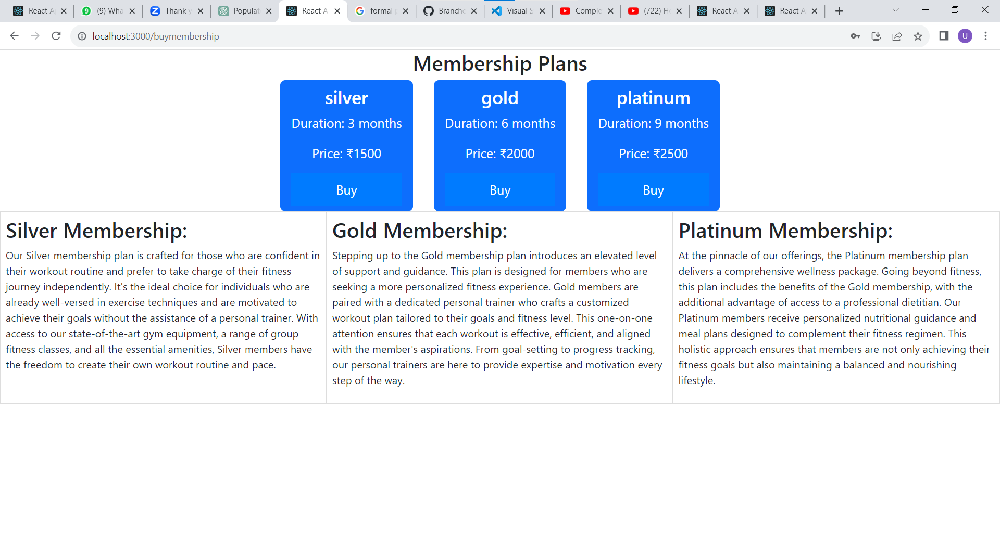 React A
(9) Wha
Thank y
Populat
React A
formal p
Branche
Visual S
Comple
(722) H
React A
React A
localhost:3000/buymembership
U
Membership Plans
silver
Duration: 3 months
Price: ₹1500
Buy
gold
Duration: 6 months
Price: ₹2000
Buy
platinum
Duration: 9 months
Price: ₹2500
Buy
Silver Membership:
Our Silver membership plan is crafted for those who are confident in
their workout routine and prefer to take charge of their fitness
journey independently. It's the ideal choice for individuals who are
already well-versed in exercise techniques and are motivated to
achieve their goals without the assistance of a personal trainer. With
access to our state-of-the-art gym equipment, a range of group
fitness classes, and all the essential amenities, Silver members have
the freedom to create their own workout routine and pace.
Gold Membership:
Stepping up to the Gold membership plan introduces an elevated level
of support and guidance. This plan is designed for members who are
seeking a more personalized fitness experience. Gold members are
paired with a dedicated personal trainer who crafts a customized
workout plan tailored to their goals and fitness level. This one-on-one
attention ensures that each workout is effective, efficient, and aligned
with the member's aspirations. From goal-setting to progress tracking,
our personal trainers are here to provide expertise and motivation every
step of the way.
Platinum Membership:
At the pinnacle of our offerings, the Platinum membership plan
delivers a comprehensive wellness package. Going beyond fitness,
this plan includes the benefits of the Gold membership, with the
additional advantage of access to a professional dietitian. Our
Platinum members receive personalized nutritional guidance and
meal plans designed to complement their fitness regimen. This
holistic approach ensures that members are not only achieving their
fitness goals but also maintaining a balanced and nourishing
lifestyle.